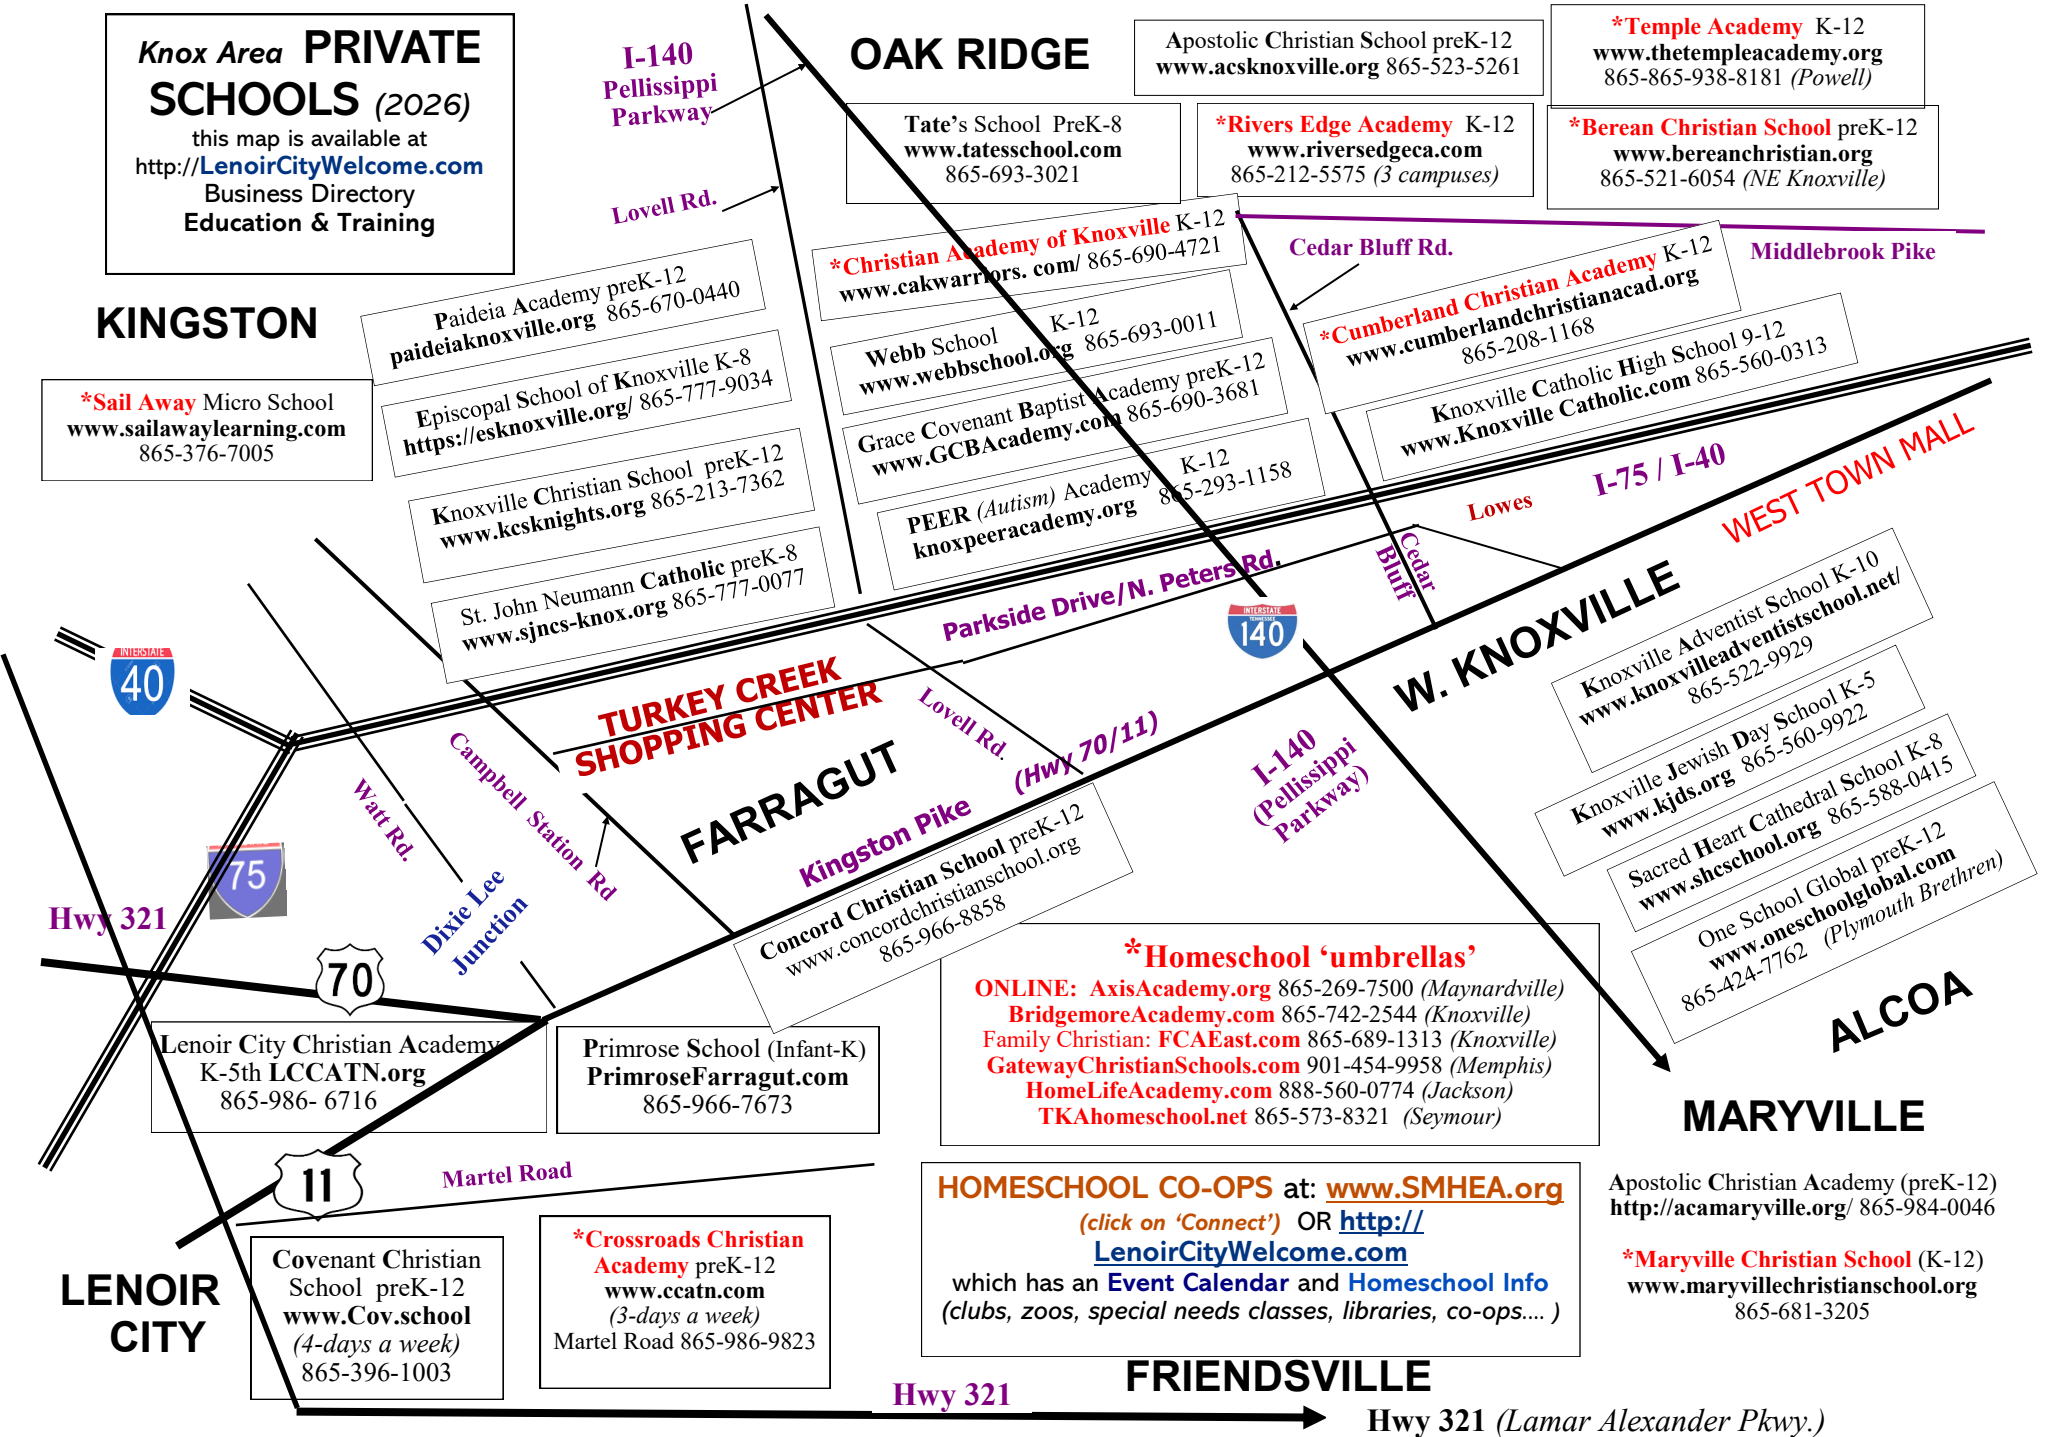 Knox Area PRIVATE
SCHOOLS (2026)
this map is available at
http://LenoirCityWelcome.com
Business Directory
Education & Training
I-140
Pellissippi
Parkway
OAK RIDGE
Apostolic Christian School preK-12
www.acsknoxville.org 865-523-5261
*Temple Academy K-12
www.thetempleacademy.org
865-865-938-8181 (Powell)
Tate's School PreK-8
www.tatesschool.com
865-693-3021
*Rivers Edge Academy K-12
www.riversedgeca.com
865-212-5575 (3 campuses)
*Berean Christian School preK-12
www.bereanchristian.org
865-521-6054 (NE Knoxville)
Lovell Rd.
*Christian Academy of Knoxville K-12
www.cakwarriors. com/ 865-690-4721
Cedar Bluff Rd.
Middlebrook Pike
KINGSTON
Paideia Academy preK-12
paideiaknoxville.org 865-670-0440
Webb School K-12
www.webbschool.org 865-693-0011
*Cumberland Christian Academy K-12
www.cumberlandchristianacad.org
865-208-1168
*Sail Away Micro School
www.sailawaylearning.com
865-376-7005
Episcopal School of Knoxville K-8
https://esknoxville.org/ 865-777-9034
Grace Covenant Baptist Academy preK-12
www.GCBAcademy.com 865-690-3681
Knoxville Catholic High School 9-12
www.Knoxville Catholic.com 865-560-0313
Knoxville Christian School preK-12
www.kcsknights.org 865-213-7362
PEER (Autism) Academy K-12
knoxpeeracademy.org 865-293-1158
I-75 / I-40
Lowes
WEST TOWN MALL
St. John Neumann Catholic preK-8
www.sjncs-knox.org 865-777-0077
Parkside Drive/N. Peters Rd.
Cedar
Bluff
INTERSTATE
TENNESSEE
140
W. KNOXVILLE
Knoxville Adventist School K-10
www.knoxvilleadventistschool.net/
865-522-9929
INTERSTATE
40
TURKEY CREEK
SHOPPING CENTER
Lovell Rd.
Knoxville Jewish Day School K-5
www.kjds.org 865-560-9922
Campbell Station Rd
Watt Rd.
FARRAGUT
Kingston Pike (Hwy 70/11)
I-140
(Pellissippi
Parkway)
Sacred Heart Cathedral School K-8
www.shcschool.org 865-588-0415
75
Hwy 321
Dixie Lee
Junction
Concord Christian School preK-12
www.concordchristianschool.org
865-966-8858
One School Global preK-12
www.oneschoolglobal.com
865-424-7762 (Plymouth Brethren)
70
*Homeschool ‘umbrellas’
ONLINE: AxisAcademy.org 865-269-7500 (Maynardville)
BridgemoreAcademy.com 865-742-2544 (Knoxville)
Family Christian: FCAEast.com 865-689-1313 (Knoxville)
GatewayChristianSchools.com 901-454-9958 (Memphis)
HomeLifeAcademy.com 888-560-0774 (Jackson)
TKAhomeschool.net 865-573-8321 (Seymour)
ALCOA
Lenoir City Christian Academy
K-5th LCCATN.org
865-986- 6716
Primrose School (Infant-K)
PrimroseFarragut.com
865-966-7673
MARYVILLE
11
Martel Road
HOMESCHOOL CO-OPS at: www.SMHEA.org
(click on ‘Connect’) OR http://
LenoirCityWelcome.com
which has an Event Calendar and Homeschool Info
(clubs, zoos, special needs classes, libraries, co-ops.... )
Apostolic Christian Academy (preK-12)
http://acamaryville.org/ 865-984-0046
*Maryville Christian School (K-12)
www.maryvillechristianschool.org
865-681-3205
LENOIR
CITY
Covenant Christian
School preK-12
www.Cov.school
(4-days a week)
865-396-1003
*Crossroads Christian
Academy preK-12
www.ccatn.com
(3-days a week)
Martel Road 865-986-9823
FRIENDSVILLE
Hwy 321
Hwy 321 (Lamar Alexander Pkwy.)